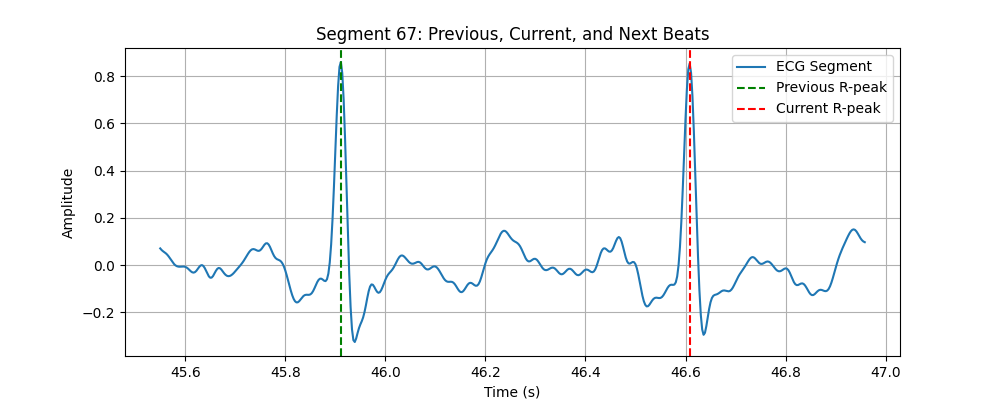 Segment 67: Previous, Current, and Next Beats
ECG Segment
Previous R-peak
Current R-peak
Amplitude
0.8
0.6
0.4
0.2
0.0
−0.2
45.6 45.8 46.0 46.2 46.4 46.6 46.8 47.0
Time (s)